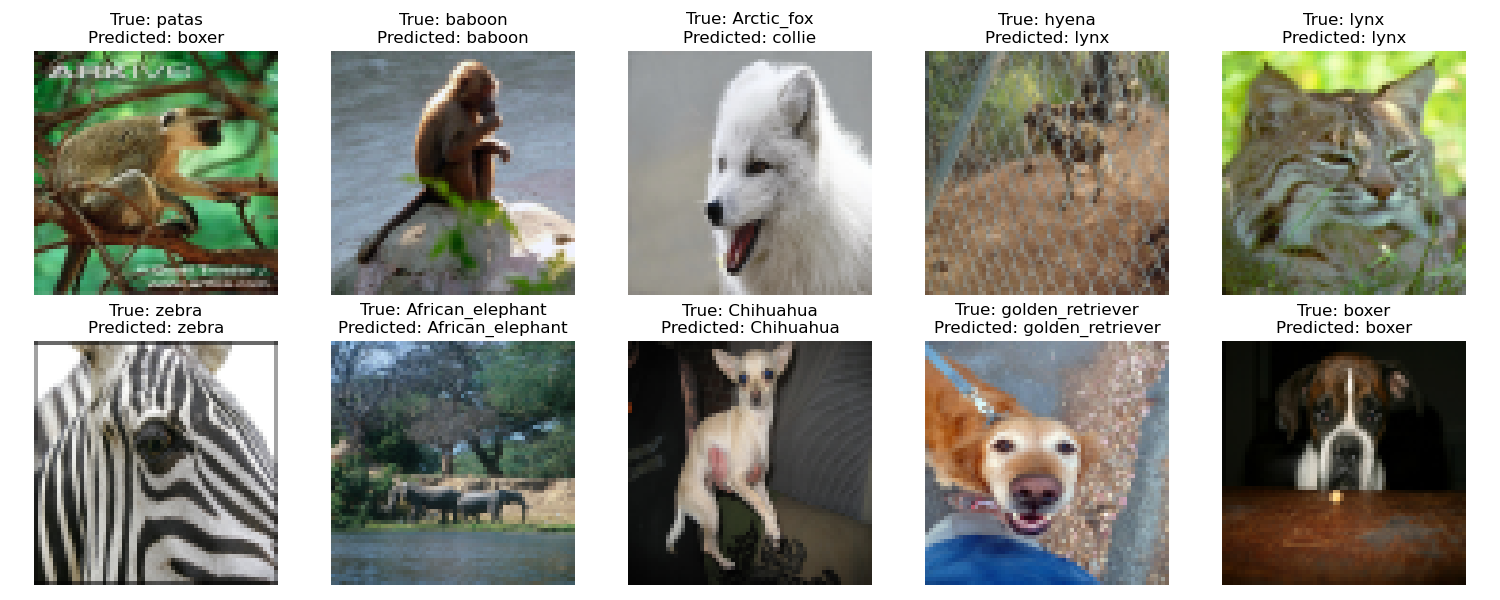 True: patas
Predicted: boxer
True: baboon
Predicted: baboon
True: Arctic_fox
Predicted: collie
True: hyena
Predicted: lynx
True: lynx
Predicted: lynx
ARKIVE
True: zebra
Predicted: zebra
True: African_elephant
Predicted: African_elephant
True: Chihuahua
Predicted: Chihuahua
True: golden_retriever
Predicted: golden_retriever
True: boxer
Predicted: boxer